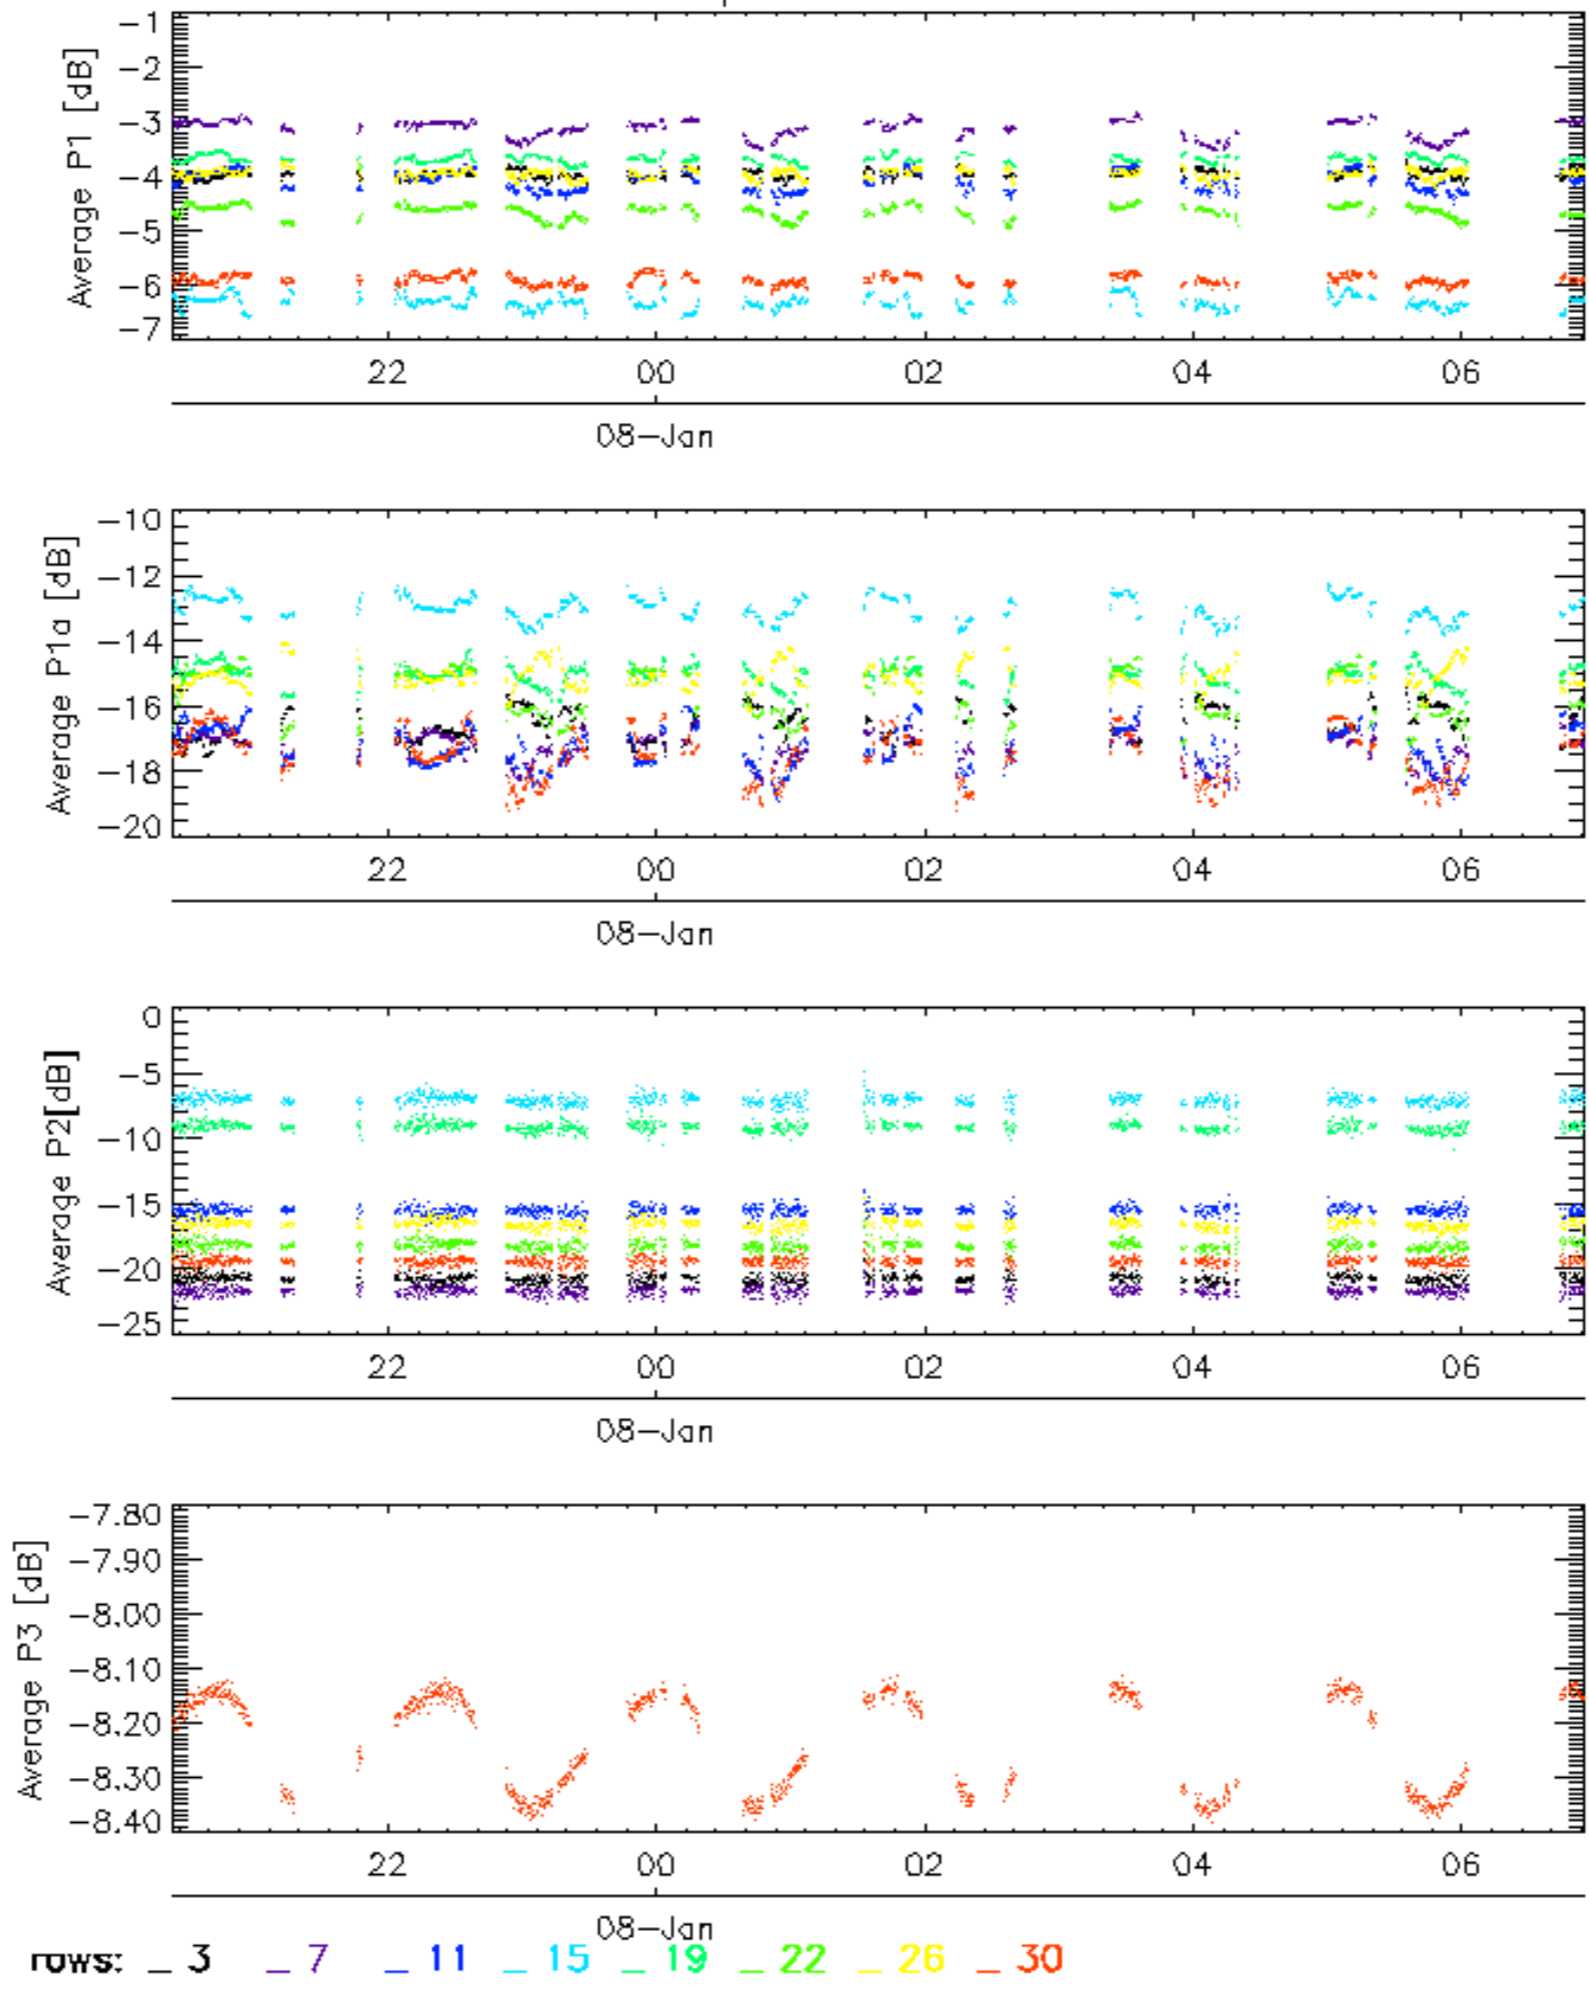 Average P1 [dB]
-1
-2
-3
-4
-5
-6
-7
22 00 02 04 06
08-Jan
Average P1a [dB]
-10
-12
-14
-16
-18
-20
22 00 02 04 06
08-Jan
Average P2[dB]
0
-5
-10
-15
-20
-25
22 00 02 04 06
08-Jan
Average P3 [dB]
-7.80
-7.90
-8.00
-8.10
-8.20
-8.30
-8.40
22 00 02 04 06
08-Jan
rows: _ 3 _ 7 _ 11 _ 15 _ 19 _ 22 _ 26 _ 30